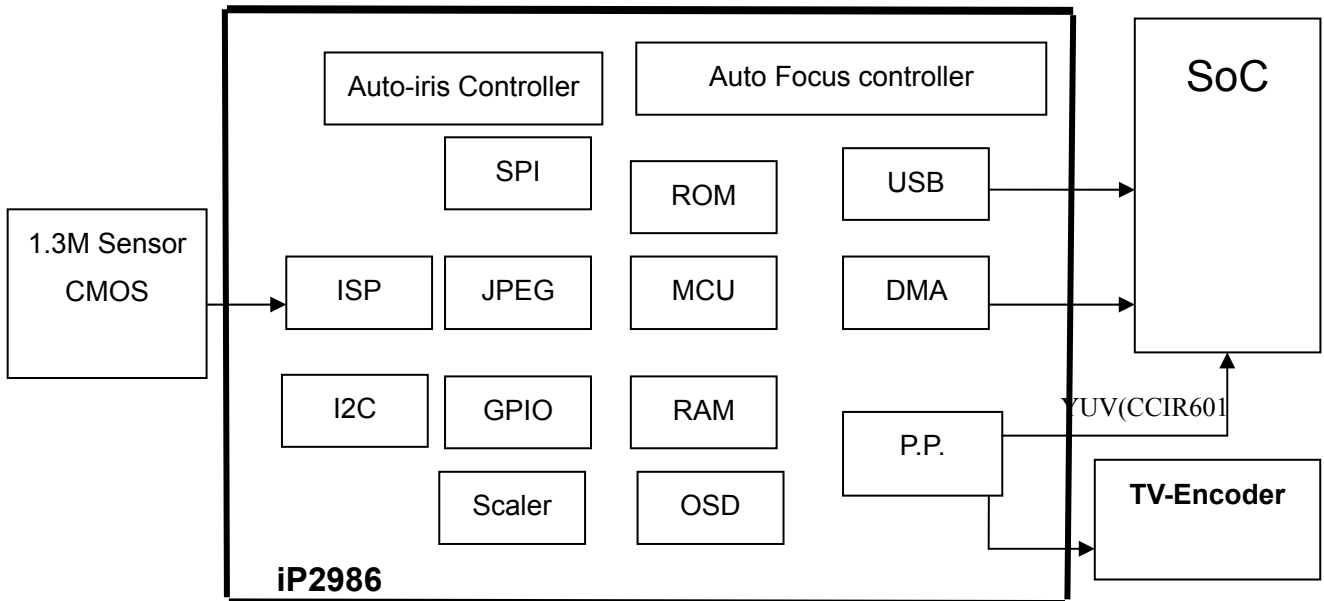 Auto-iris Controller
Auto Focus controller
SoC
SPI
ROM
USB
1.3M Sensor
CMOS
ISP
JPEG
MCU
DMA
I2C
GPIO
RAM
P.P.
YUV(CCIR601
Scaler
OSD
TV-Encoder
iP2986